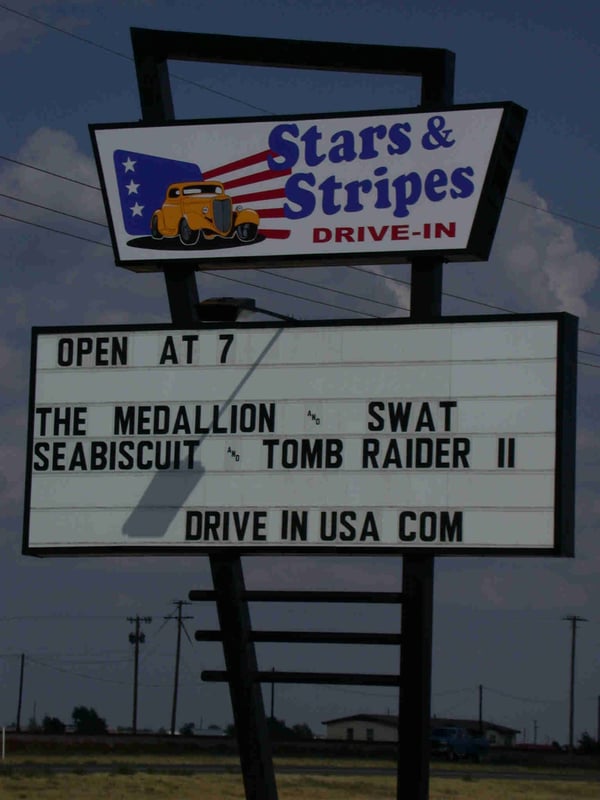 Stars &
Stripes
DRIVE-IN
OPEN AT 7
THE MEDALLION AND SWAT
SEABISCUIT AND TOMB RAIDER II
DRIVE IN USA COM